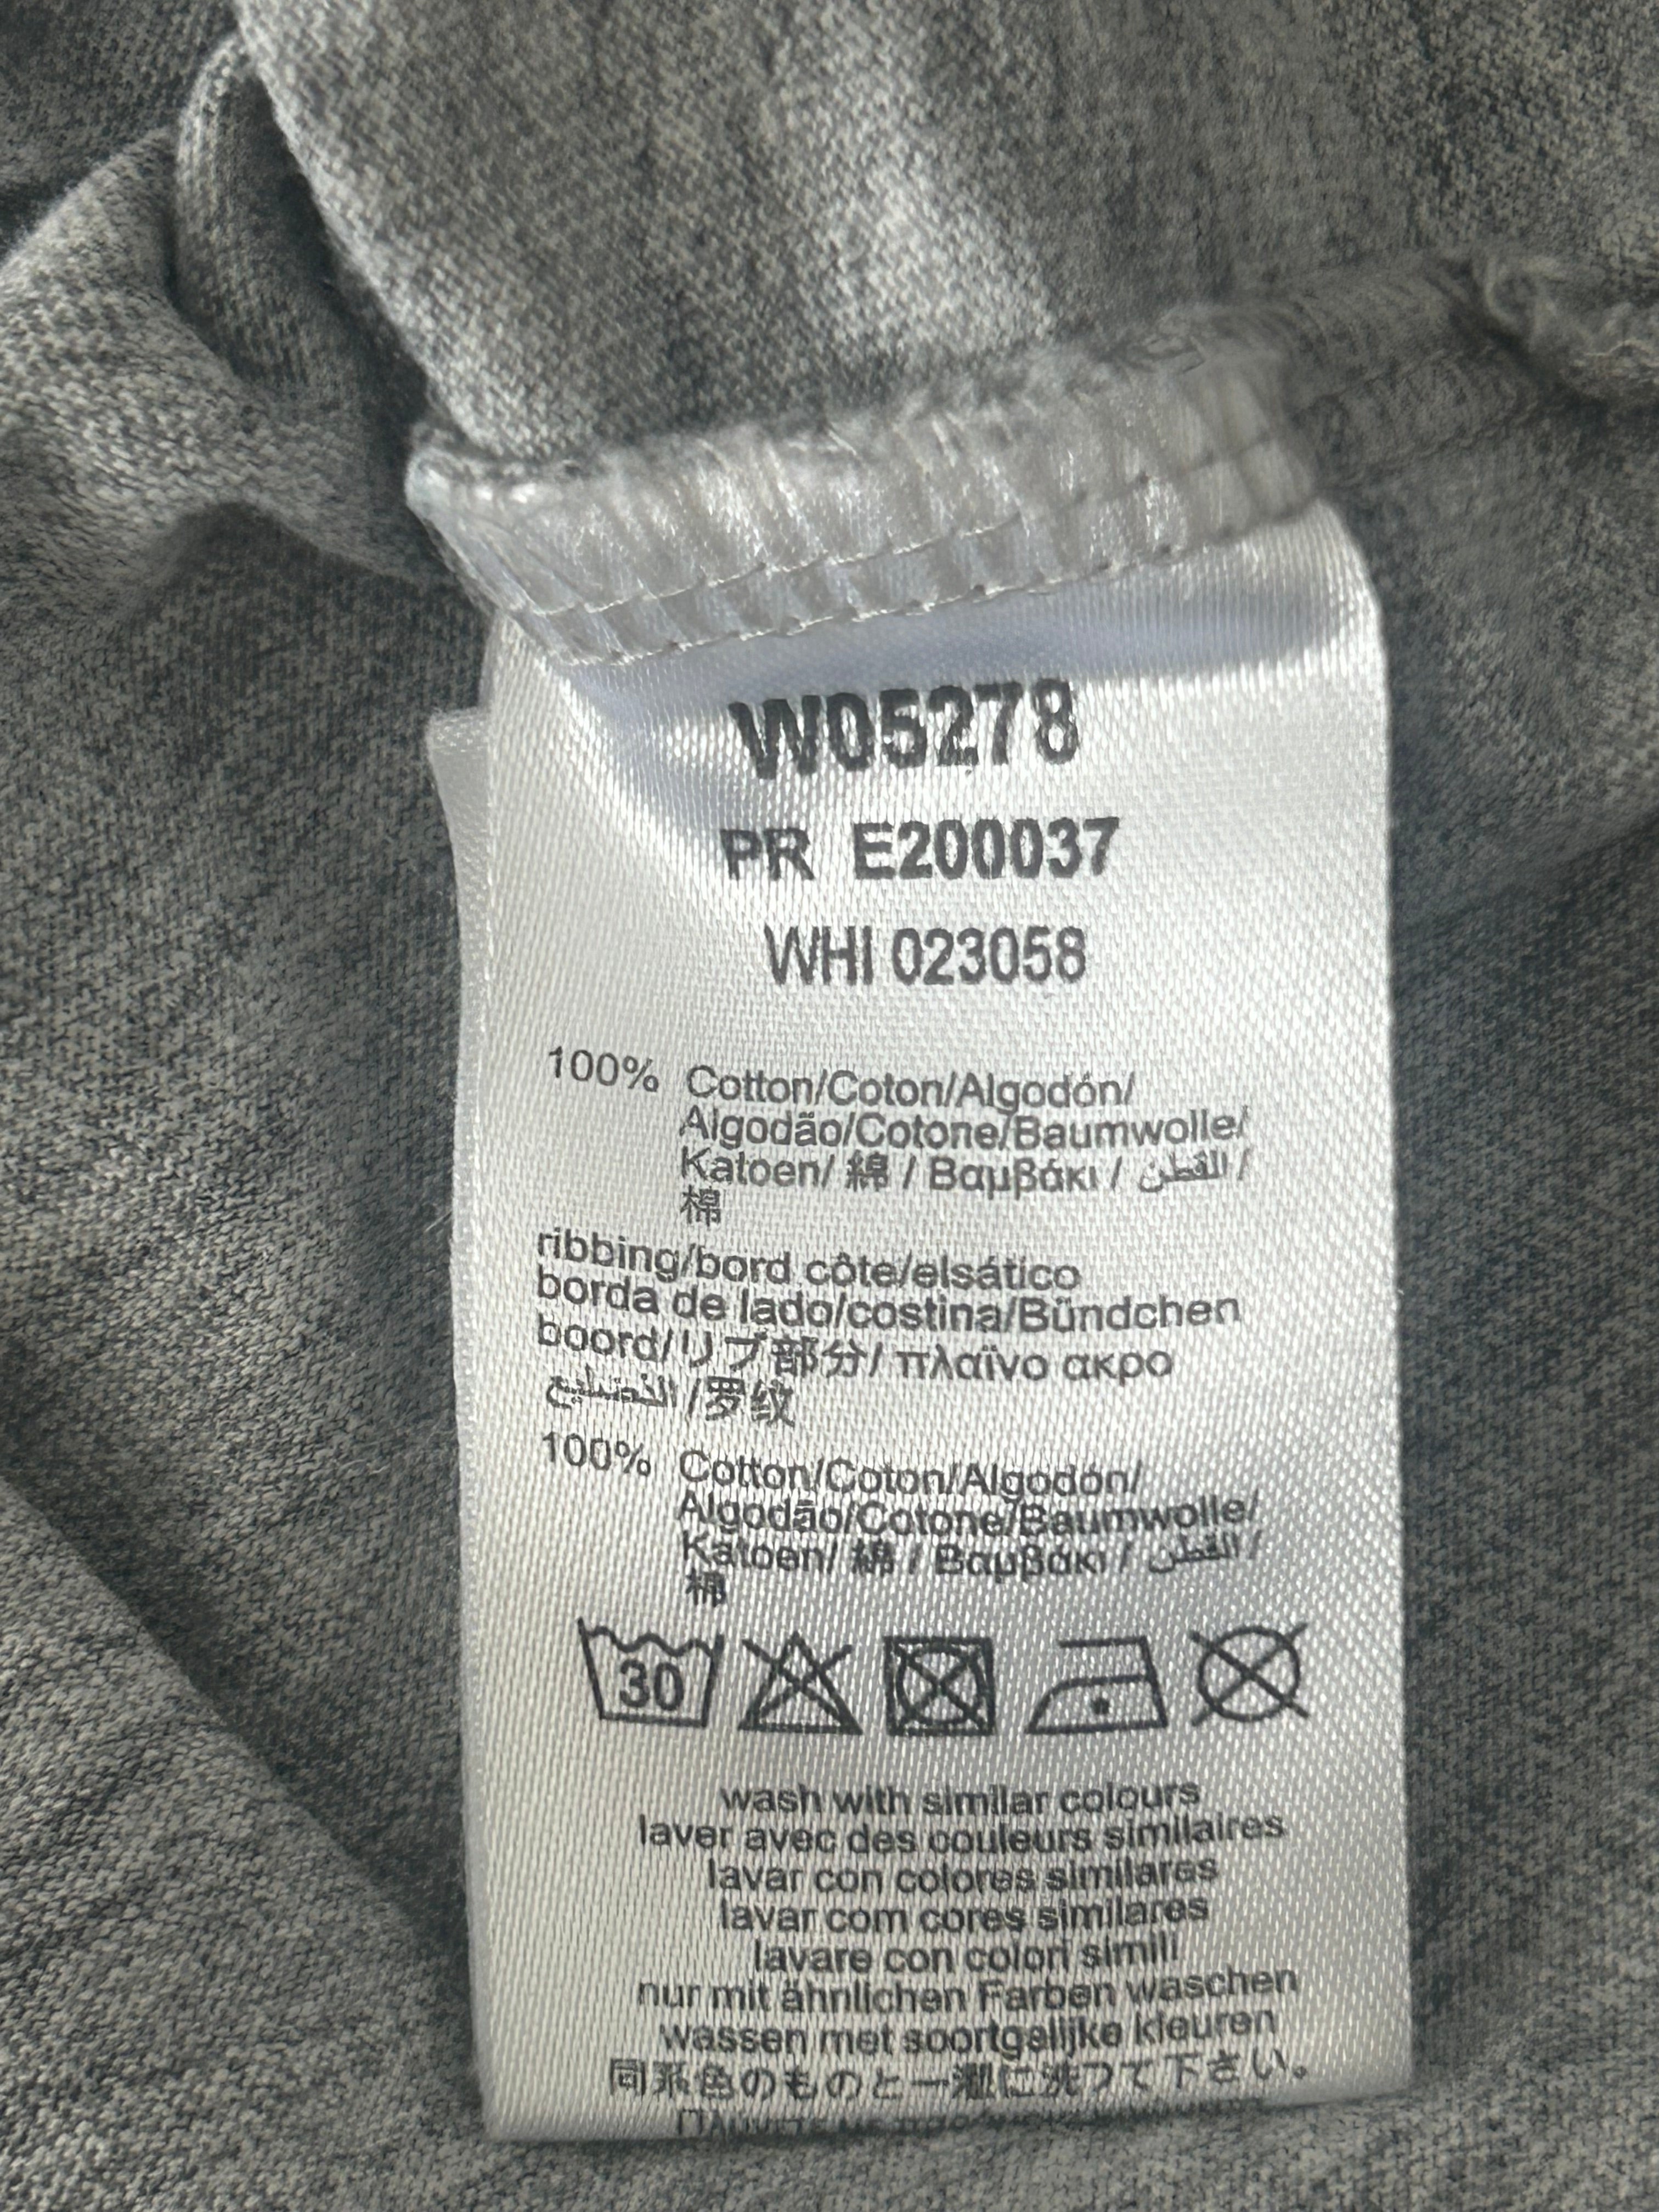 W05278
PR E200037
WHI 023058
100% Cotton/Coton/Algodón/
Algodão/Cotone/Baumwolle/
Katoen/ 綿 / Βαμβάκι / القطن /
棉
ribbing/bord côte/elsático
borda de lado/costina/Bündchen
boord/リブ部分/ πλαϊνο ακρο
التضليع /罗纹
100% Cotton/Coton/Algodón/
Algodão/Cotone/Baumwolle/
Katoen/ 綿 / Βαμβάκι / القطن /
棉
30
wash with similar colours
laver avec des couleurs similaires
lavar con colores similares
lavar com cores similares
lavare con colori simili
nur mit ähnlichen Farben waschen
wassen met soortgelijke kleuren
同系色のものと一緒に洗って下さい。